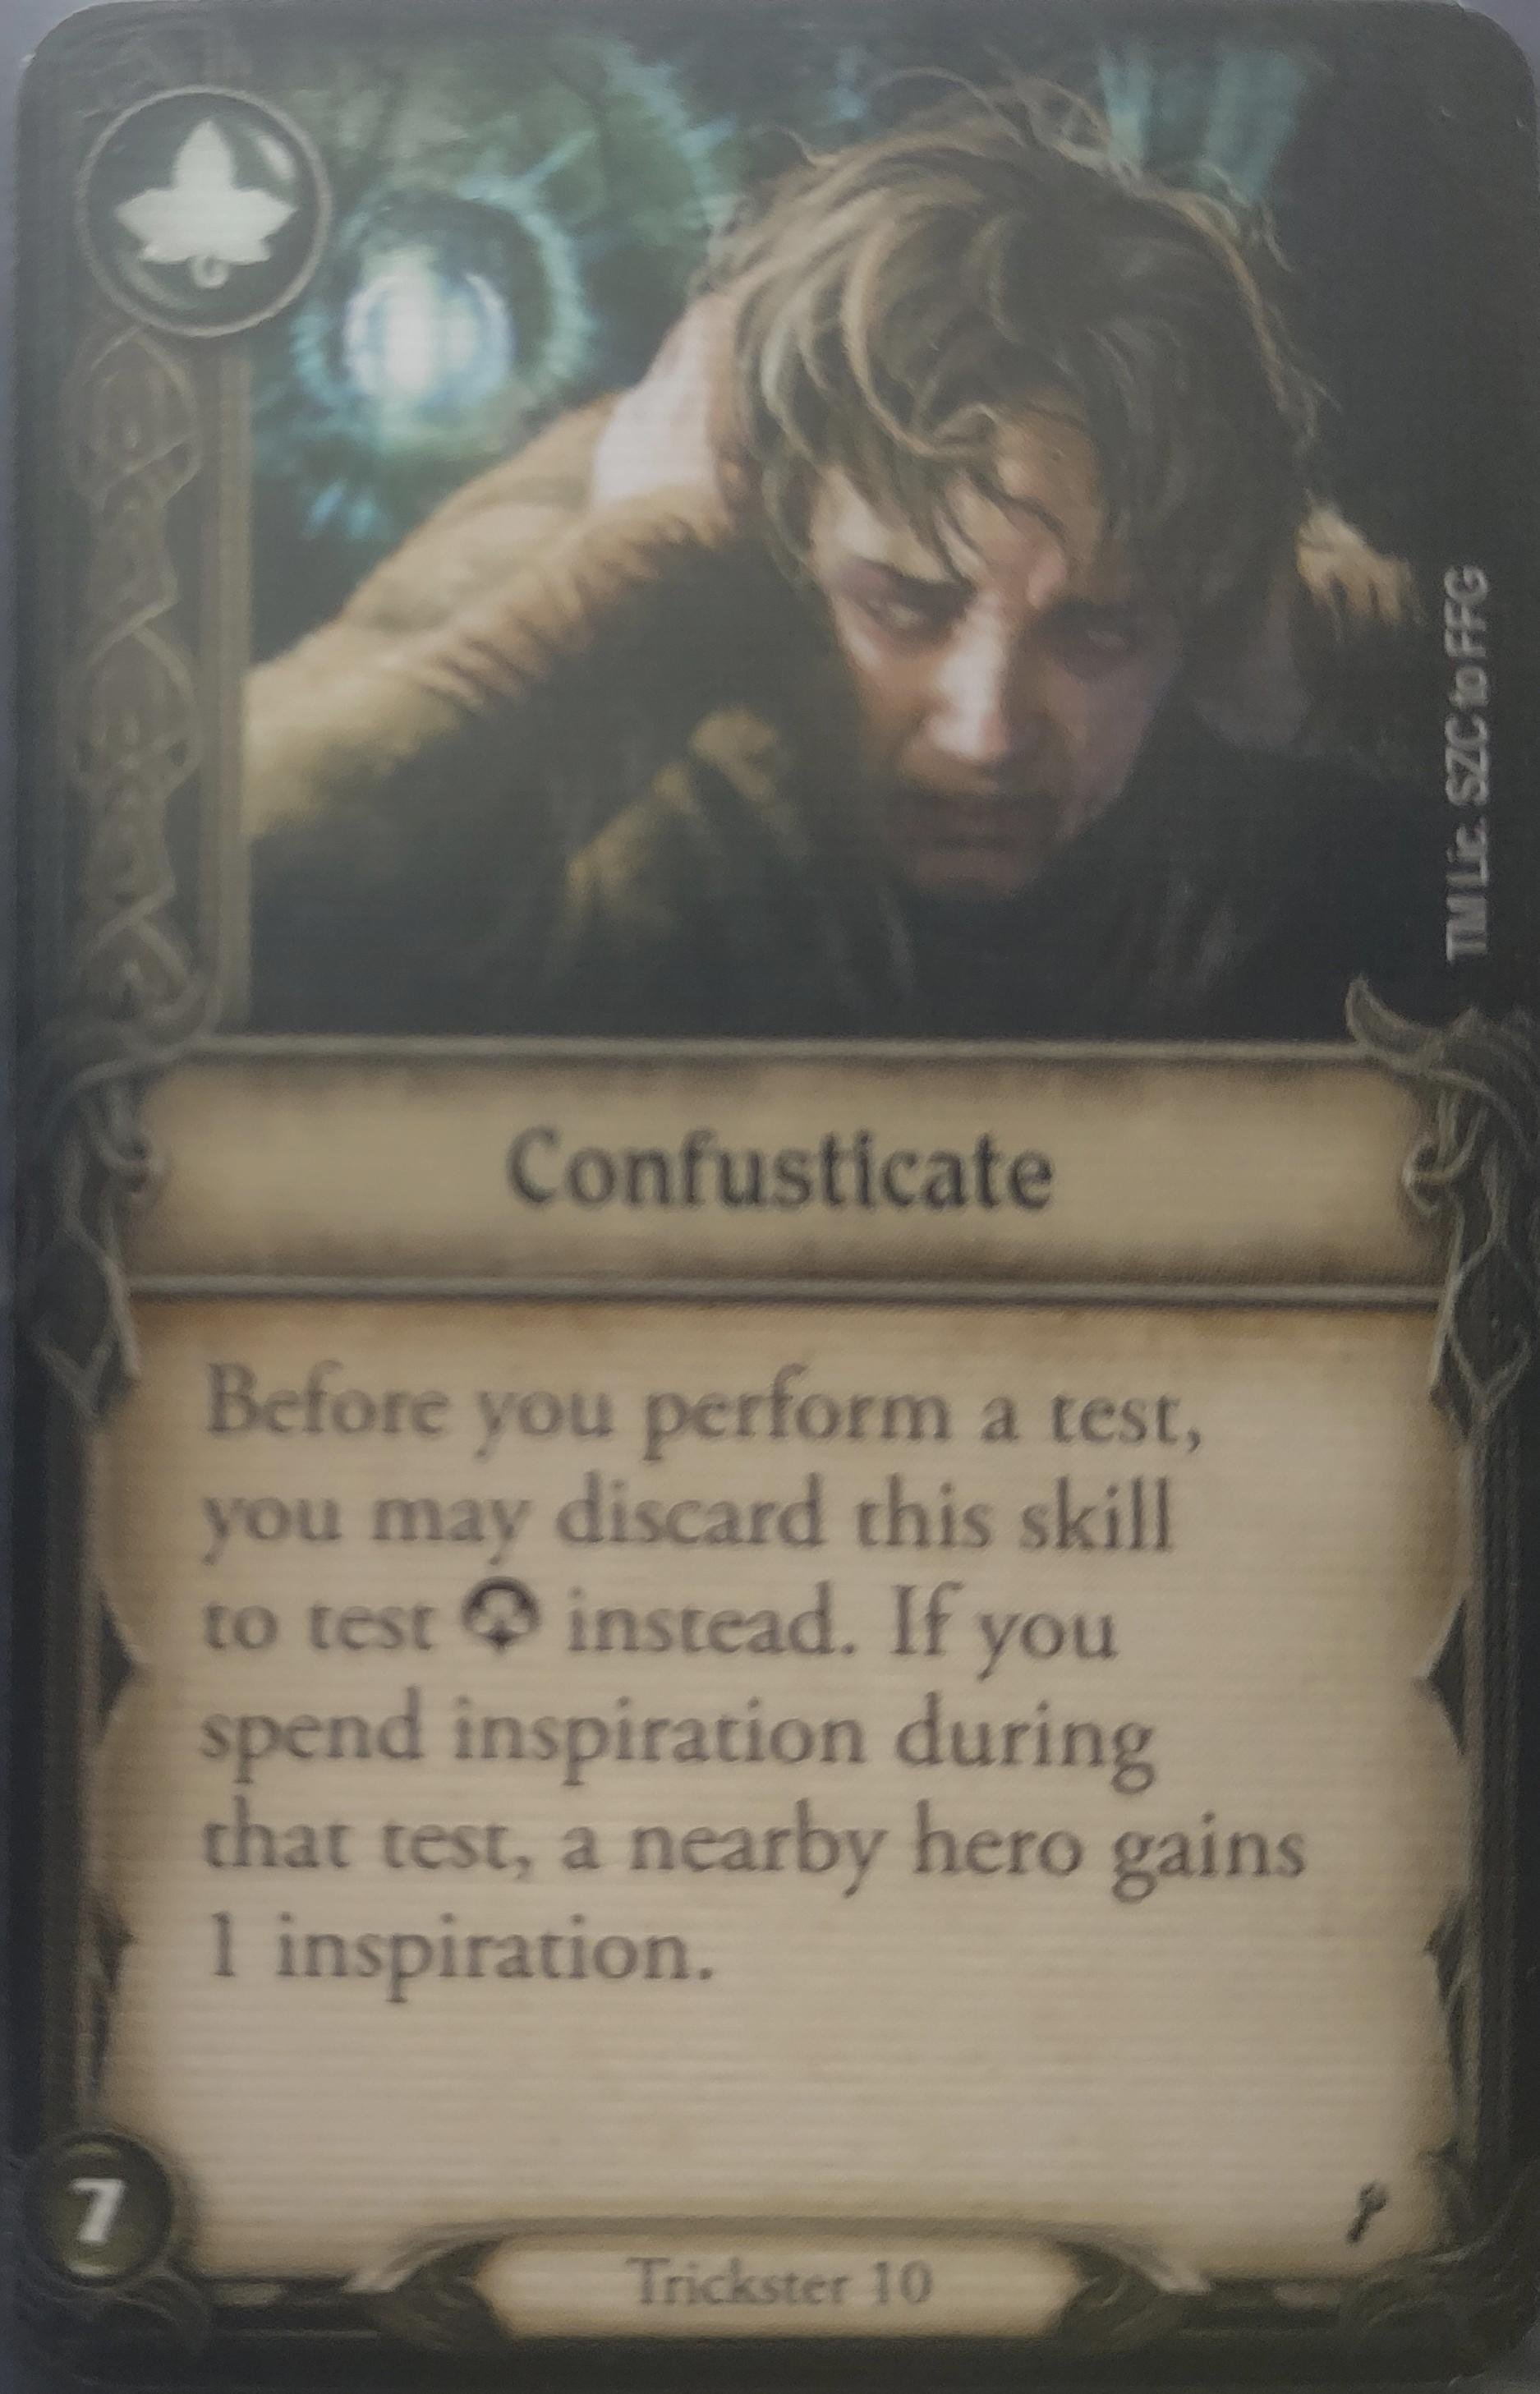 TM Lic. SZC to FFG
Confusticate
Before you perform a test,
you may discard this skill
to test instead. If you
spend inspiration during
that test, a nearby hero gains
1 inspiration.
7
Trickster 10